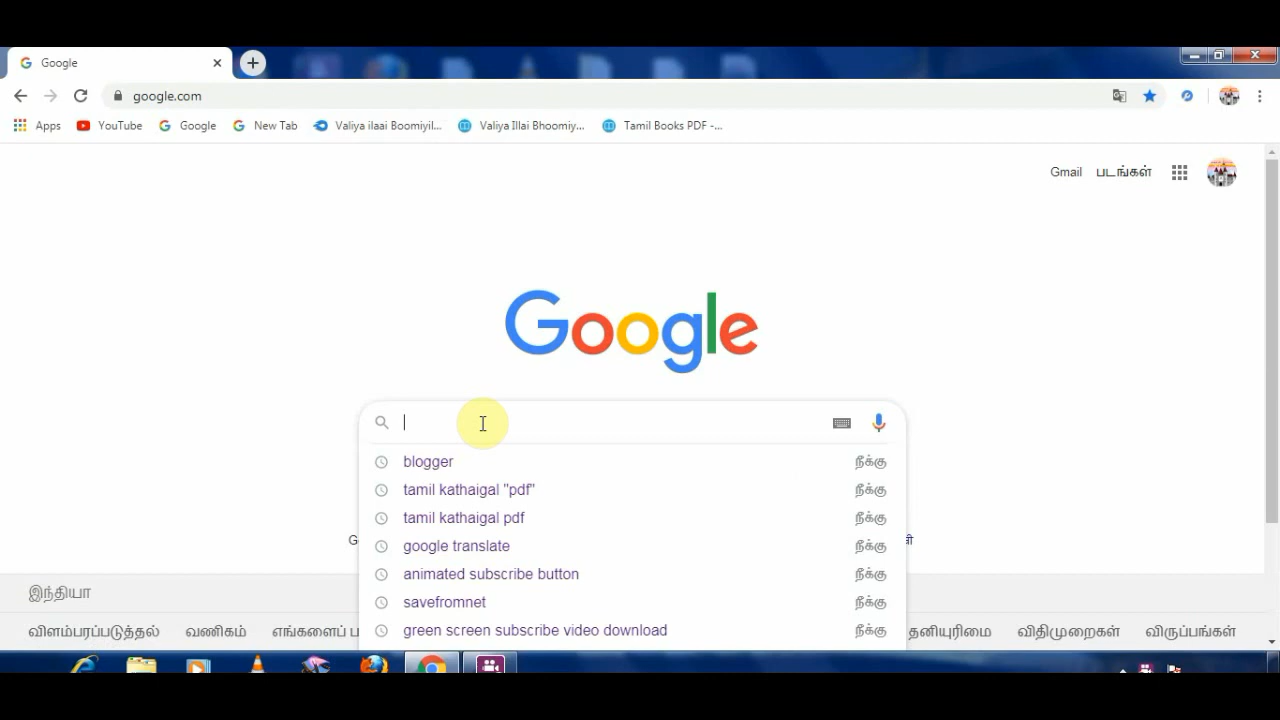 Google
google.com
Apps YouTube Google New Tab Valiya ilaai Boomiyil... Valiya Illai Bhoomiy... Tamil Books PDF -...
Gmail படங்கள்
Google
blogger நீக்கு
tamil kathaigal "pdf" நீக்கு
tamil kathaigal pdf நீக்கு
google translate நீக்கு
animated subscribe button நீக்கு
savefromnet நீக்கு
green screen subscribe video download நீக்கு
இந்தியா
விளம்பரப்படுத்தல் வணிகம் எங்களைப் தனியுரிமை விதிமுறைகள் விருப்பங்கள்